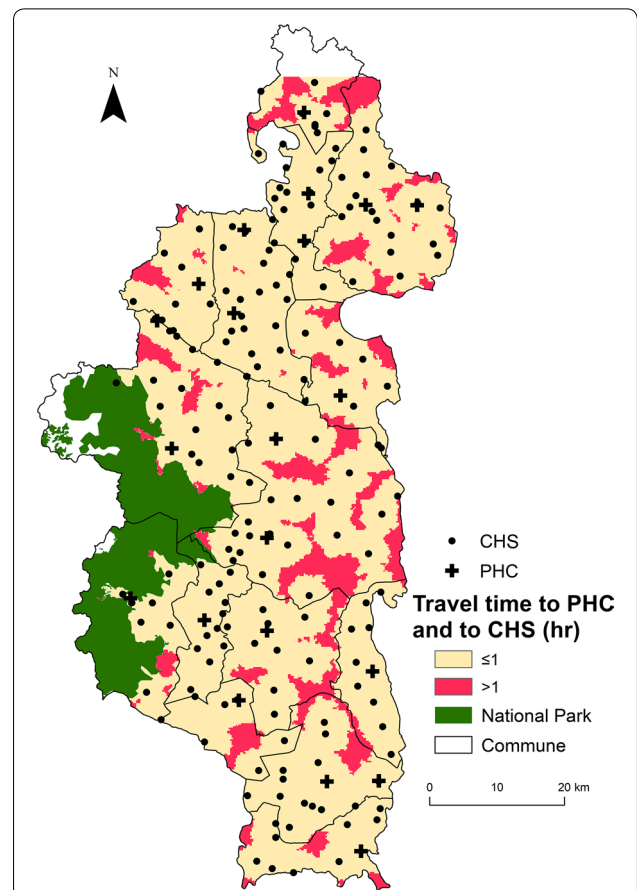 N
CHS
PHC
Travel time to PHC
and to CHS (hr)
≤1
>1
National Park
Commune
0 10 20 km